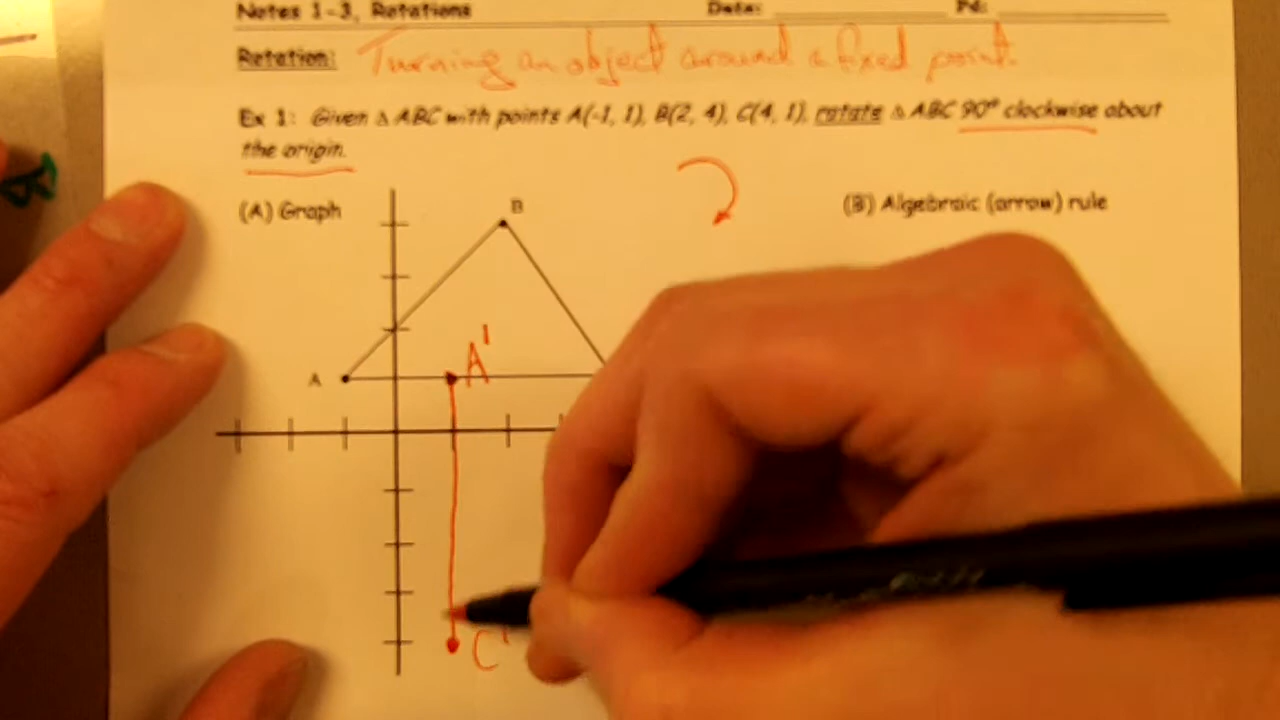 Notes 1-3, Rotations Date: Pd:
Rotation: Turning an object around a fixed point.
Ex 1: Given △ ABC with points A(-1, 1), B(2, 4), C(4, 1), rotate △ ABC 90° clockwise about
the origin.
(A) Graph (B) Algebraic (arrow) rule
B
A'
A
C'